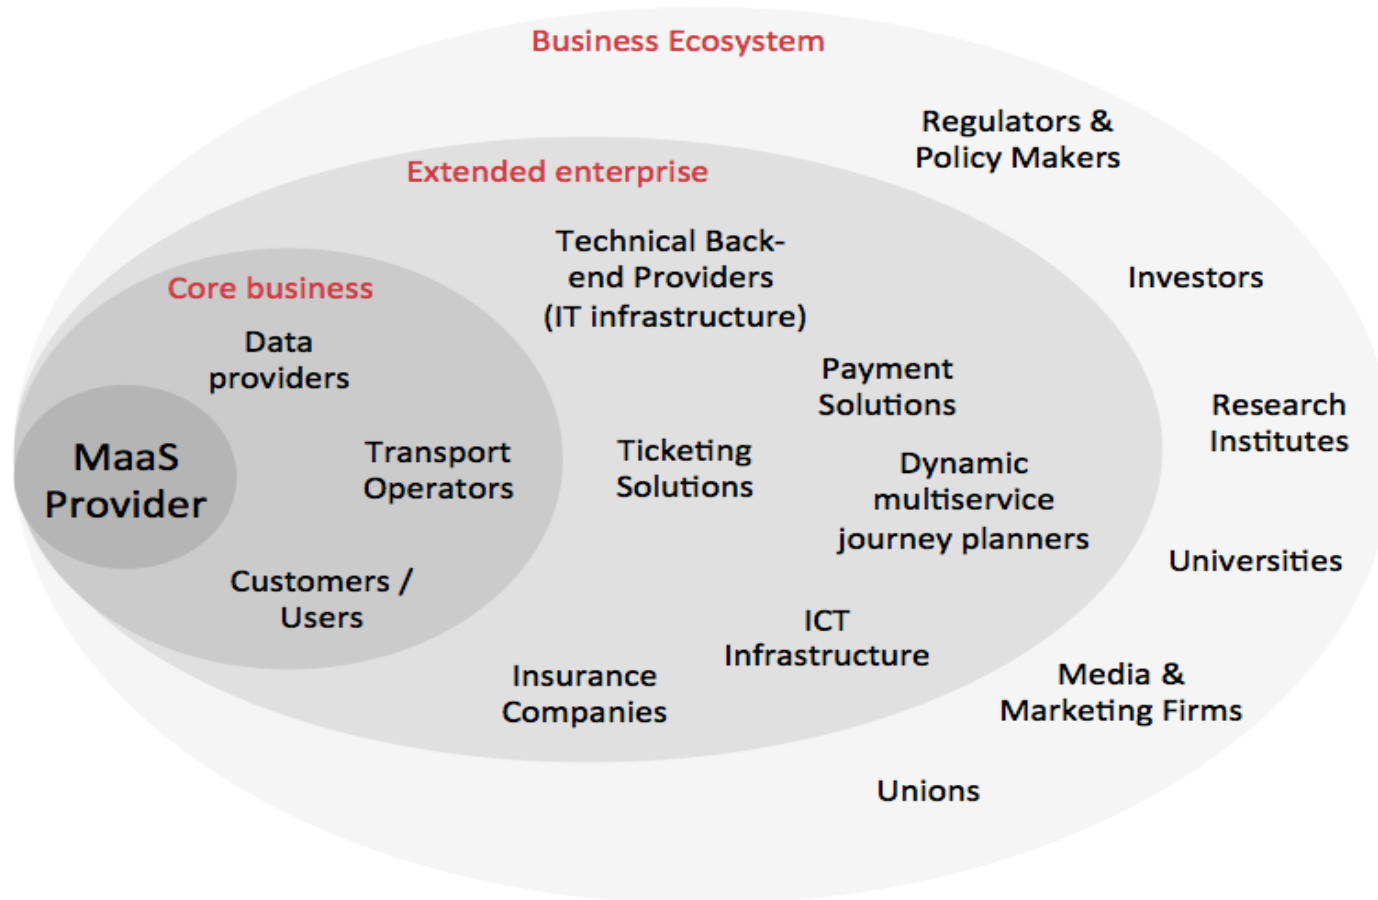 Business Ecosystem
Regulators &
Policy Makers
Extended enterprise
Technical Back-
end Providers
(IT infrastructure)
Investors
Core business
Data
providers
Payment
Solutions
Research
Institutes
MaaS
Provider
Transport
Operators
Ticketing
Solutions
Dynamic
multiservice
journey planners
Universities
Customers /
Users
ICT
Infrastructure
Insurance
Companies
Media &
Marketing Firms
Unions